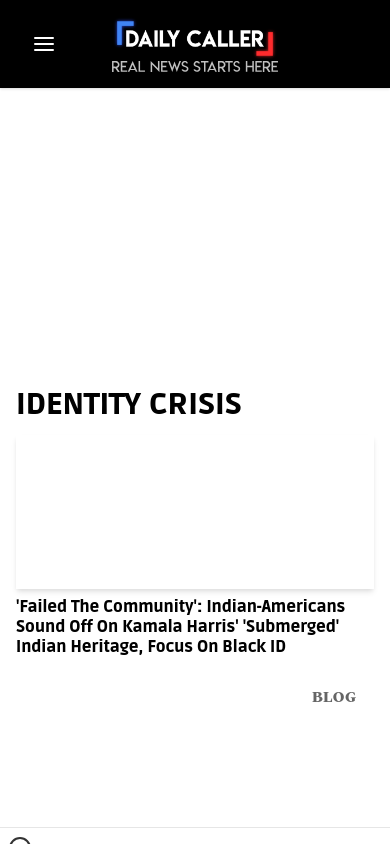 DAILY CALLER
REAL NEWS STARTS HERE
IDENTITY CRISIS
'Failed The Community': Indian-Americans
Sound Off On Kamala Harris' 'Submerged'
Indian Heritage, Focus On Black ID
BLOG